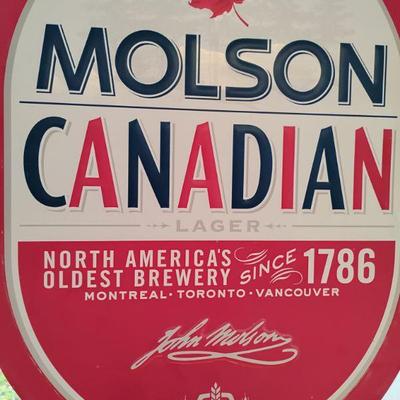 MOLSON
CANADIAN
LAGER
NORTH AMERICA'S
OLDEST BREWERY SINCE 1786
MONTREAL · TORONTO · VANCOUVER
John Molson